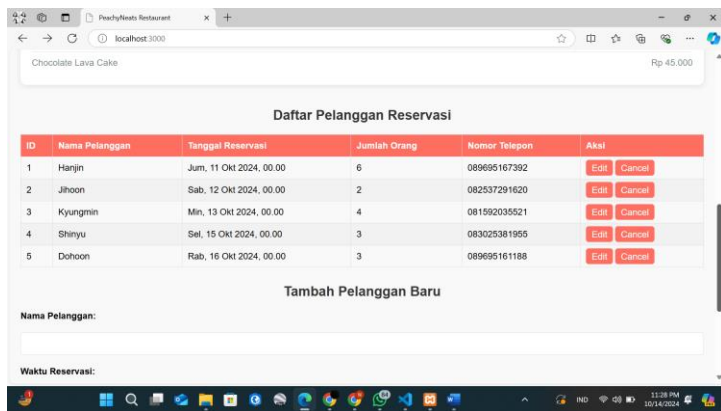 PeachyNeats Restaurant
localhost:3000
Chocolate Lava Cake Rp 45.000
Daftar Pelanggan Reservasi
ID Nama Pelanggan Tanggal Reservasi Jumlah Orang Nomor Telepon Aksi
1 Hanjin Jum, 11 Okt 2024, 00.00 6 089695167392 Edit Cancel
2 Jihoon Sab, 12 Okt 2024, 00.00 2 082537291620 Edit Cancel
3 Kyungmin Min, 13 Okt 2024, 00.00 4 081592035521 Edit Cancel
4 Shinyu Sel, 15 Okt 2024, 00.00 3 083025381955 Edit Cancel
5 Dohoon Rab, 16 Okt 2024, 00.00 3 089695161188 Edit Cancel
Tambah Pelanggan Baru
Nama Pelanggan:
Waktu Reservasi:
IND 11:28 PM
10/14/2024